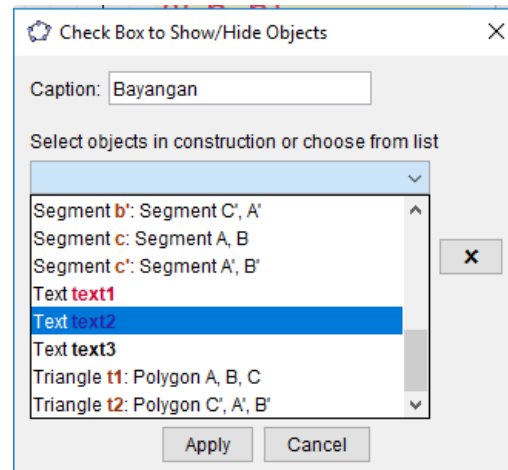 Check Box to Show/Hide Objects
Caption: Bayangan
Select objects in construction or choose from list
Segment b': Segment C', A'
Segment c: Segment A, B
Segment c': Segment A', B'
Text text1
Text text2
Text text3
Triangle t1: Polygon A, B, C
Triangle t2: Polygon C', A', B'
Apply Cancel